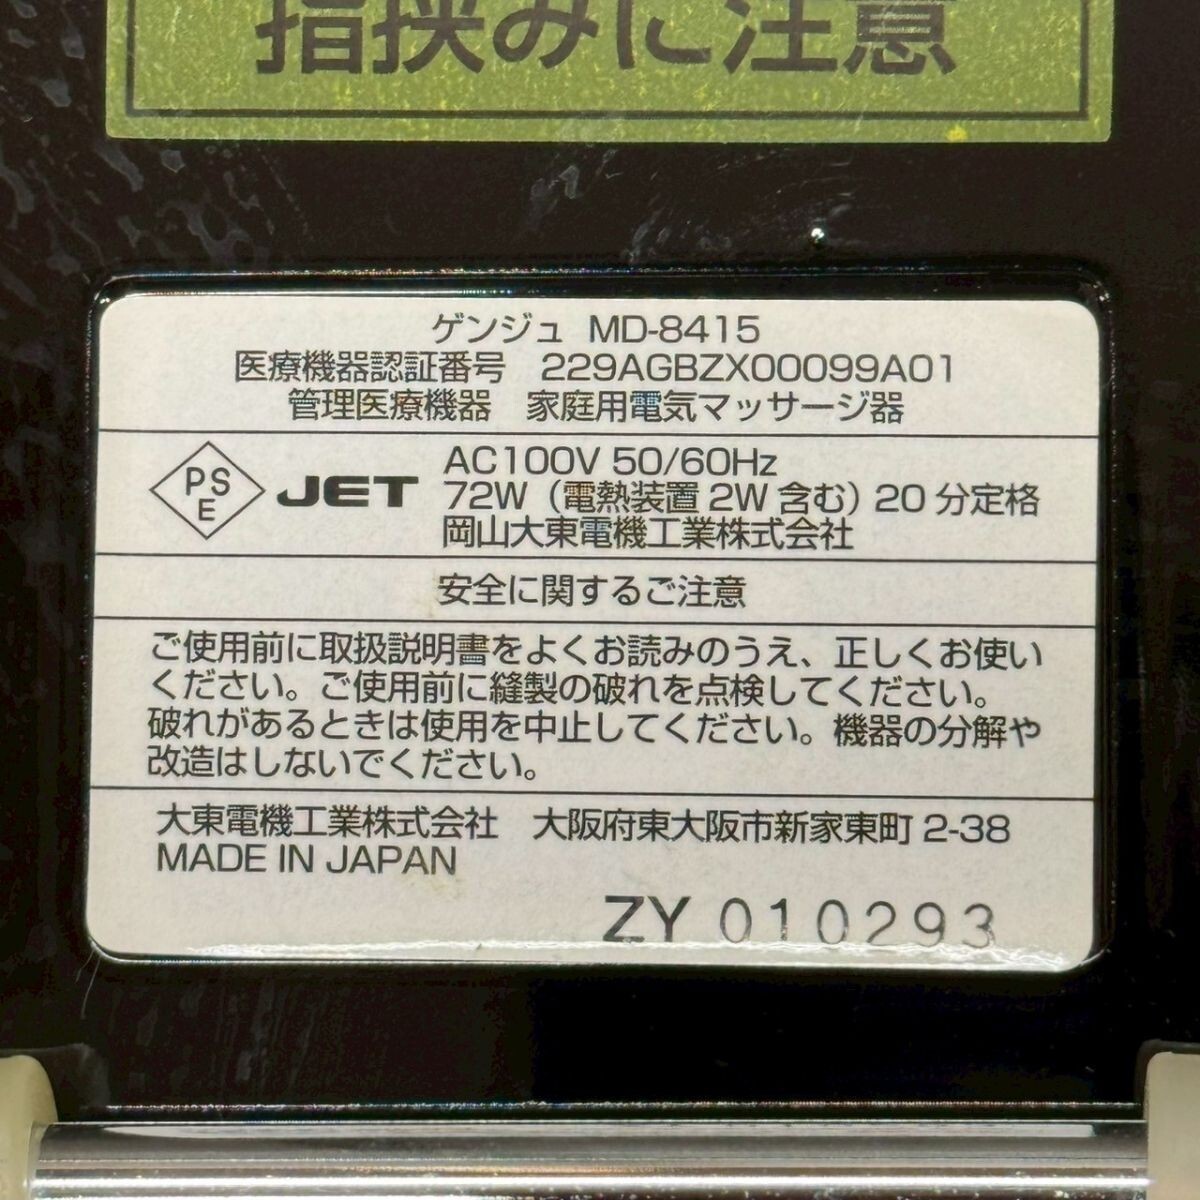 指挟みに注意
ゲンジュ MD-8415
医療機器認証番号 229AGBZX00099A01
管理医療機器 家庭用電気マッサージ器
PSE JET
AC100V 50/60Hz
72W（電熱装置 2W 含む）20 分定格
岡山大東電機工業株式会社
安全に関するご注意
ご使用前に取扱説明書をよくお読みのうえ、正しくお使い
ください。ご使用前に縫製の破れを点検してください。
破れがあるときは使用を中止してください。機器の分解や
改造はしないでください。
大東電機工業株式会社 大阪府東大阪市新家東町 2-38
MADE IN JAPAN
ZY 010293